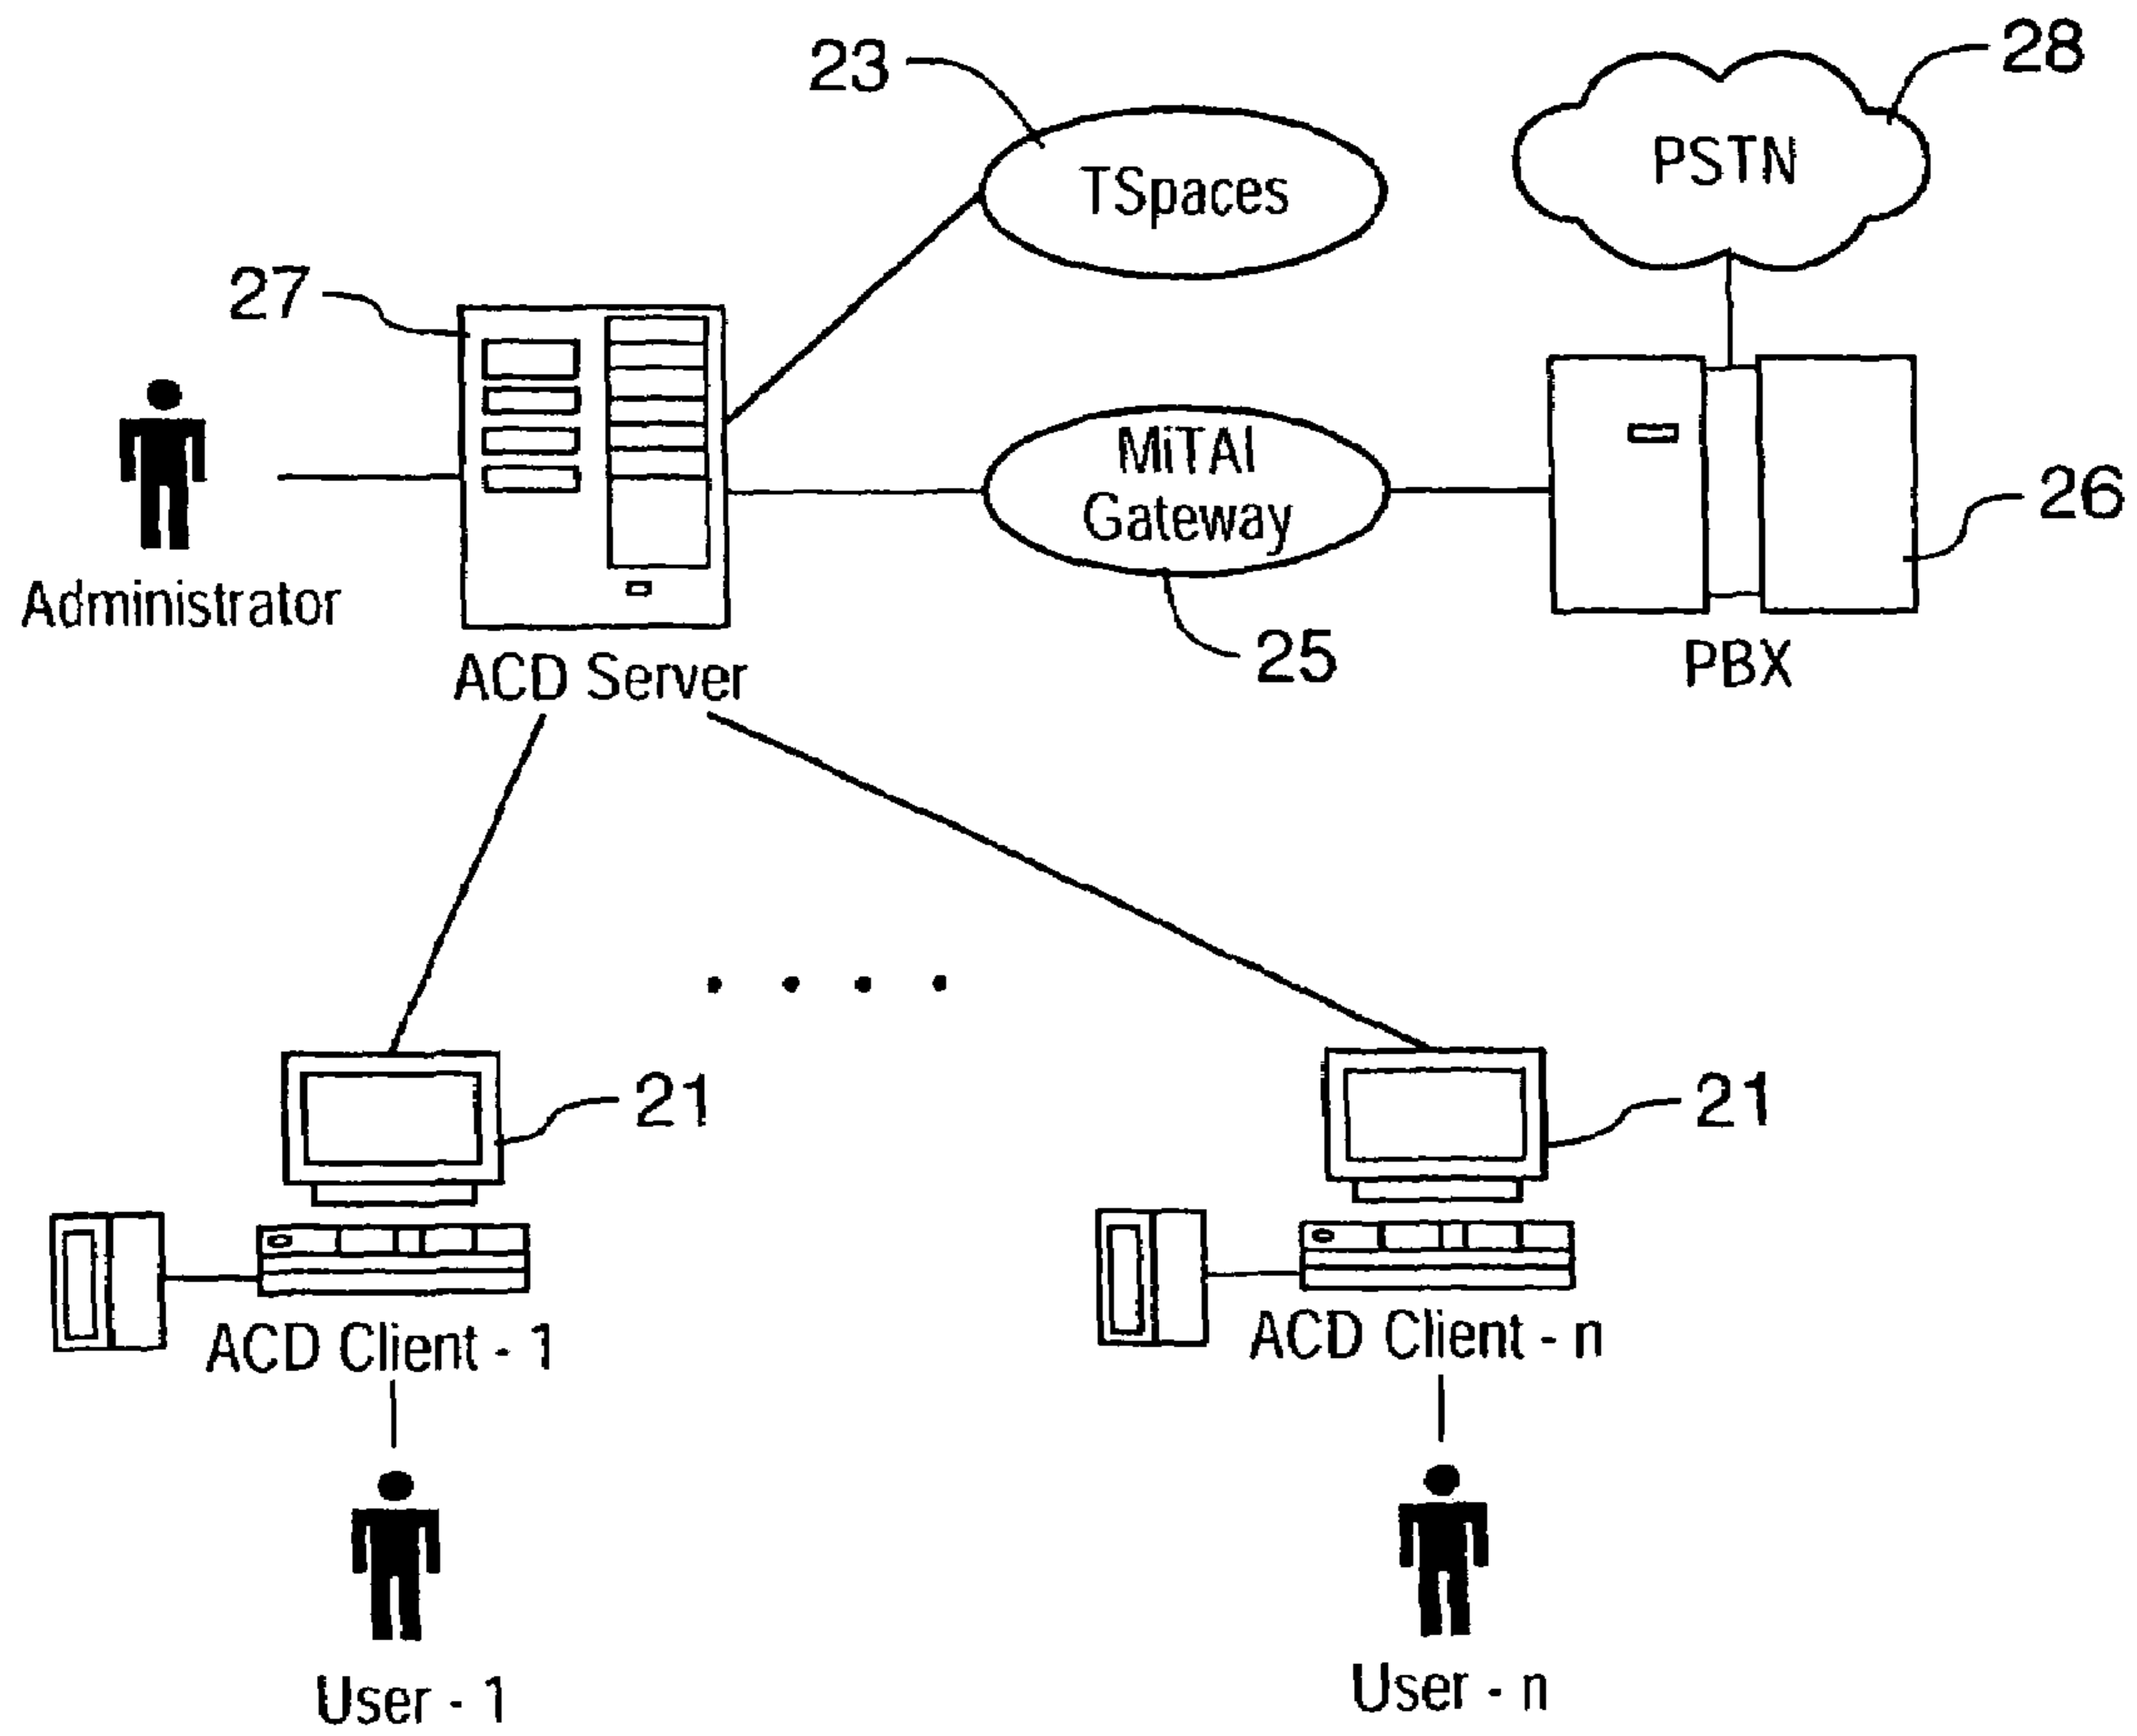 23
28
TSpaces
PSTN
27
MiTAI
Gateway
26
Administrator
25
ACD Server
PBX
21
21
ACD Client - 1
ACD Client - n
User - 1
User - n